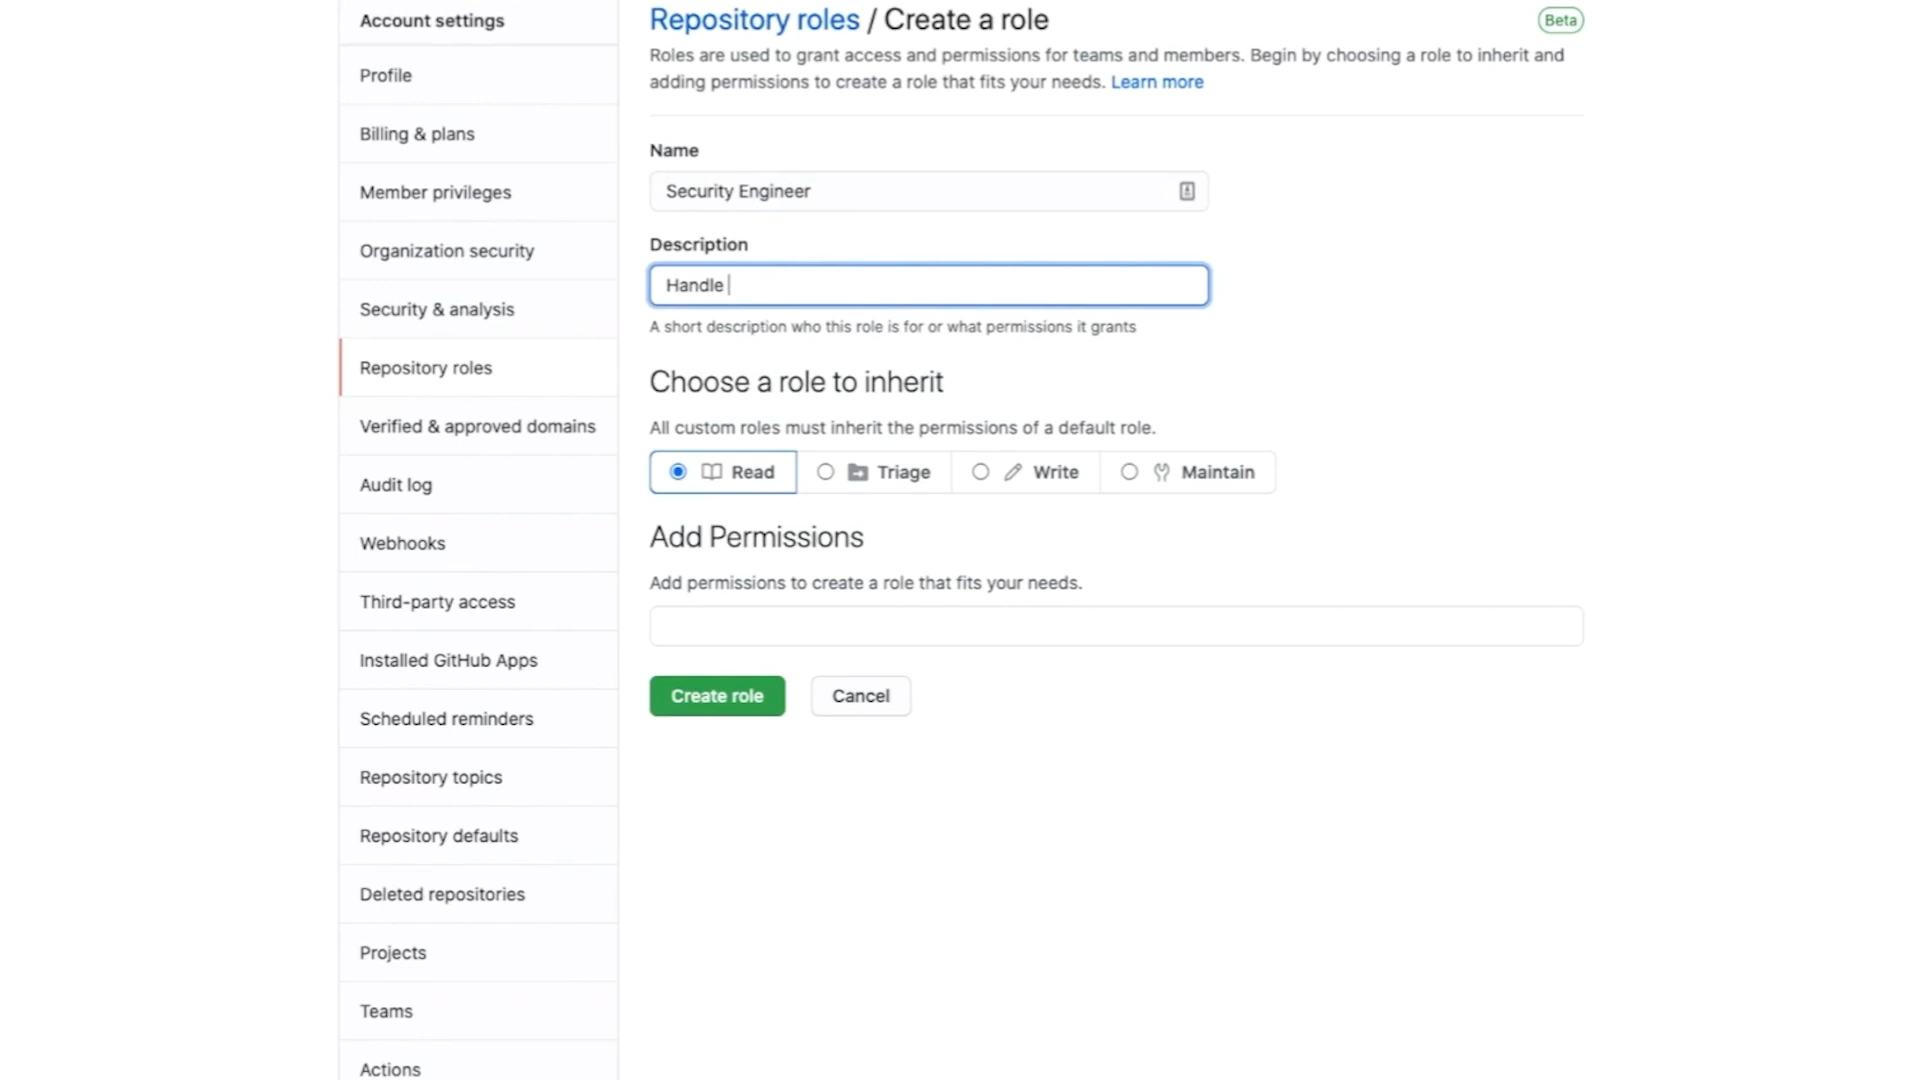 Account settings
Profile
Billing & plans
Member privileges
Organization security
Security & analysis
Repository roles
Verified & approved domains
Audit log
Webhooks
Third-party access
Installed GitHub Apps
Scheduled reminders
Repository topics
Repository defaults
Deleted repositories
Projects
Teams
Actions
Repository roles / Create a role
Beta
Roles are used to grant access and permissions for teams and members. Begin by choosing a role to inherit and
adding permissions to create a role that fits your needs. Learn more
Name
Security Engineer
Description
Handle
A short description who this role is for or what permissions it grants
Choose a role to inherit
All custom roles must inherit the permissions of a default role.
Read Triage Write Maintain
Add Permissions
Add permissions to create a role that fits your needs.
Create role Cancel